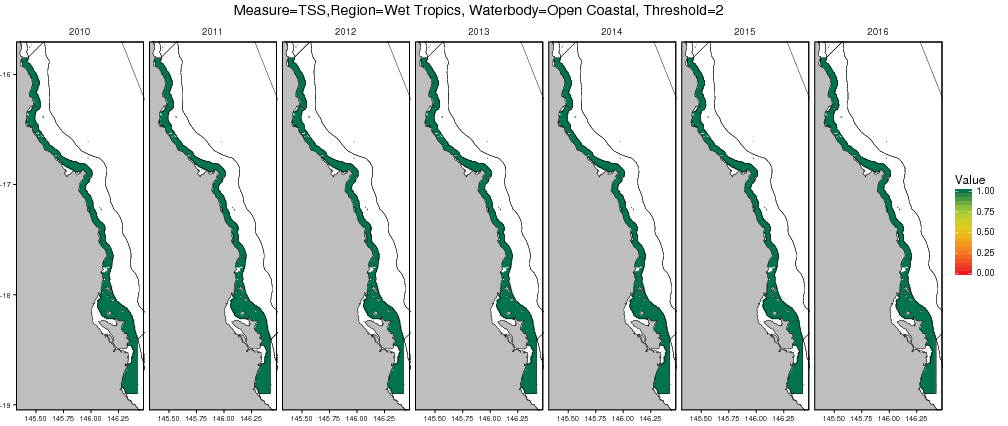 Measure=TSS,Region=Wet Tropics, Waterbody=Open Coastal, Threshold=2
2010 2011 2012 2013 2014 2015 2016
-16
-17
-18
-19
Value
1.00
0.75
0.50
0.25
0.00
145.50 145.75 146.00 146.25 145.50 145.75 146.00 146.25 145.50 145.75 146.00 146.25 145.50 145.75 146.00 146.25 145.50 145.75 146.00 146.25 145.50 145.75 146.00 146.25 145.50 145.75 146.00 146.25